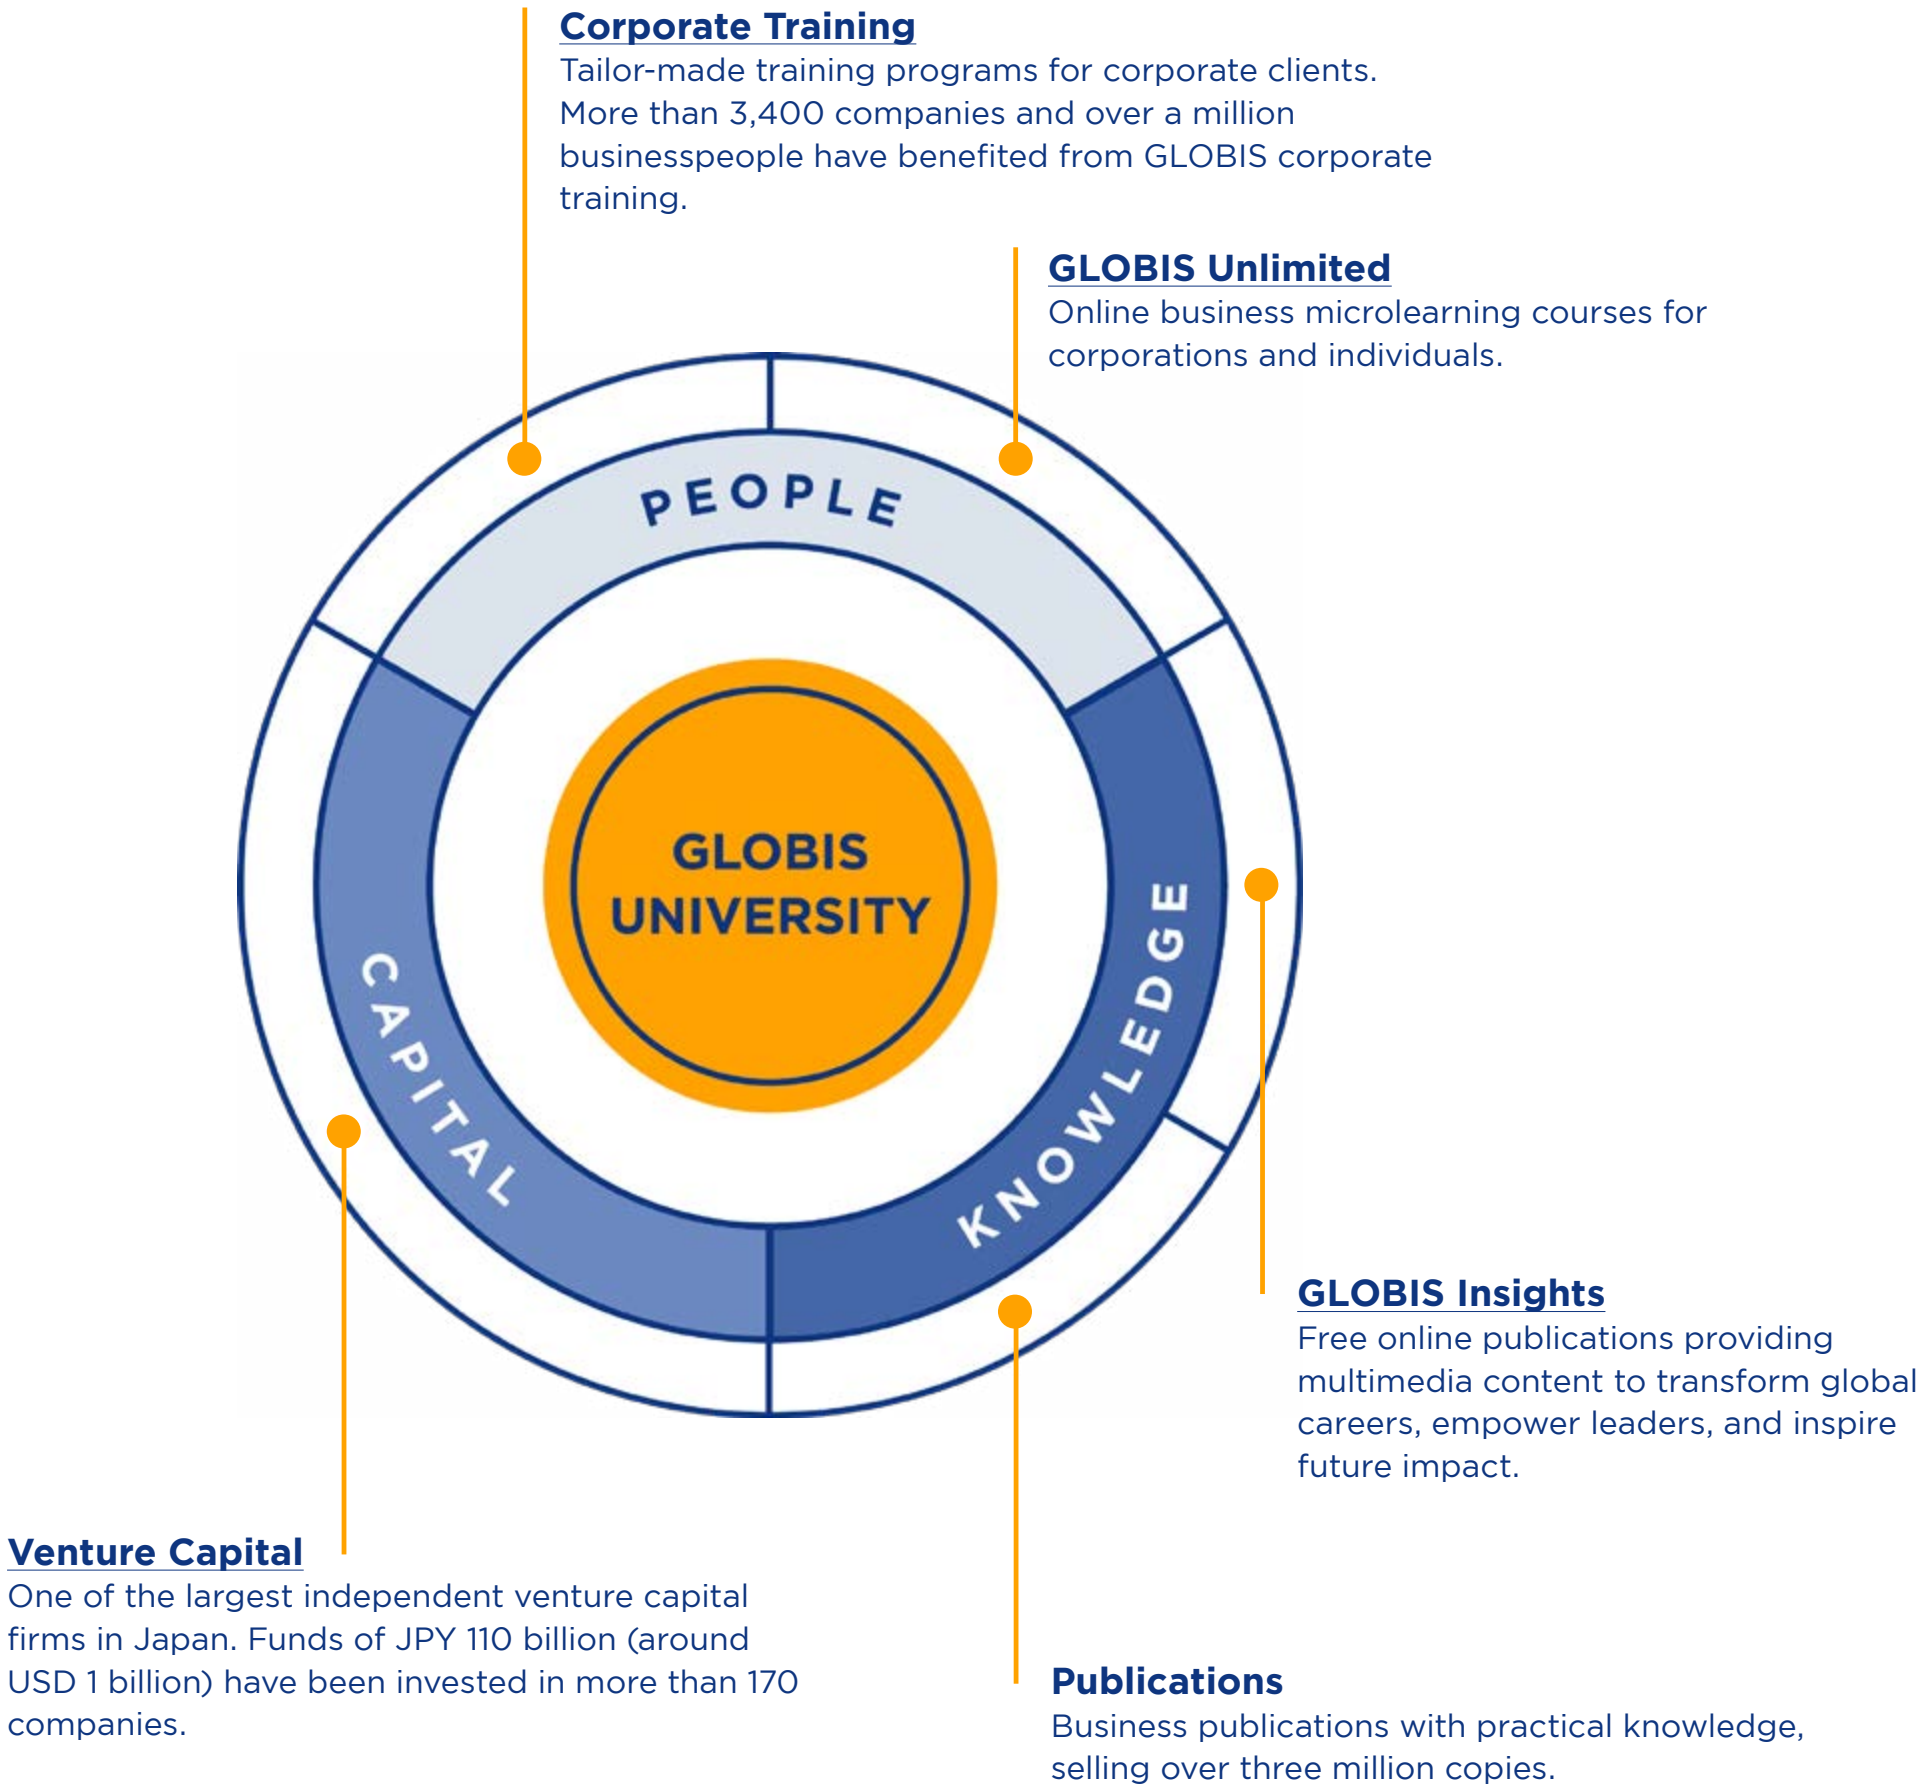 Corporate Training
Tailor-made training programs for corporate clients.
More than 3,400 companies and over a million
businesspeople have benefited from GLOBIS corporate
training.
GLOBIS Unlimited
Online business microlearning courses for
corporations and individuals.
PEOPLE
GLOBIS
UNIVERSITY
CAPITAL
KNOWLEDGE
GLOBIS Insights
Free online publications providing
multimedia content to transform global
careers, empower leaders, and inspire
future impact.
Venture Capital
One of the largest independent venture capital
firms in Japan. Funds of JPY 110 billion (around
USD 1 billion) have been invested in more than 170
companies.
Publications
Business publications with practical knowledge,
selling over three million copies.